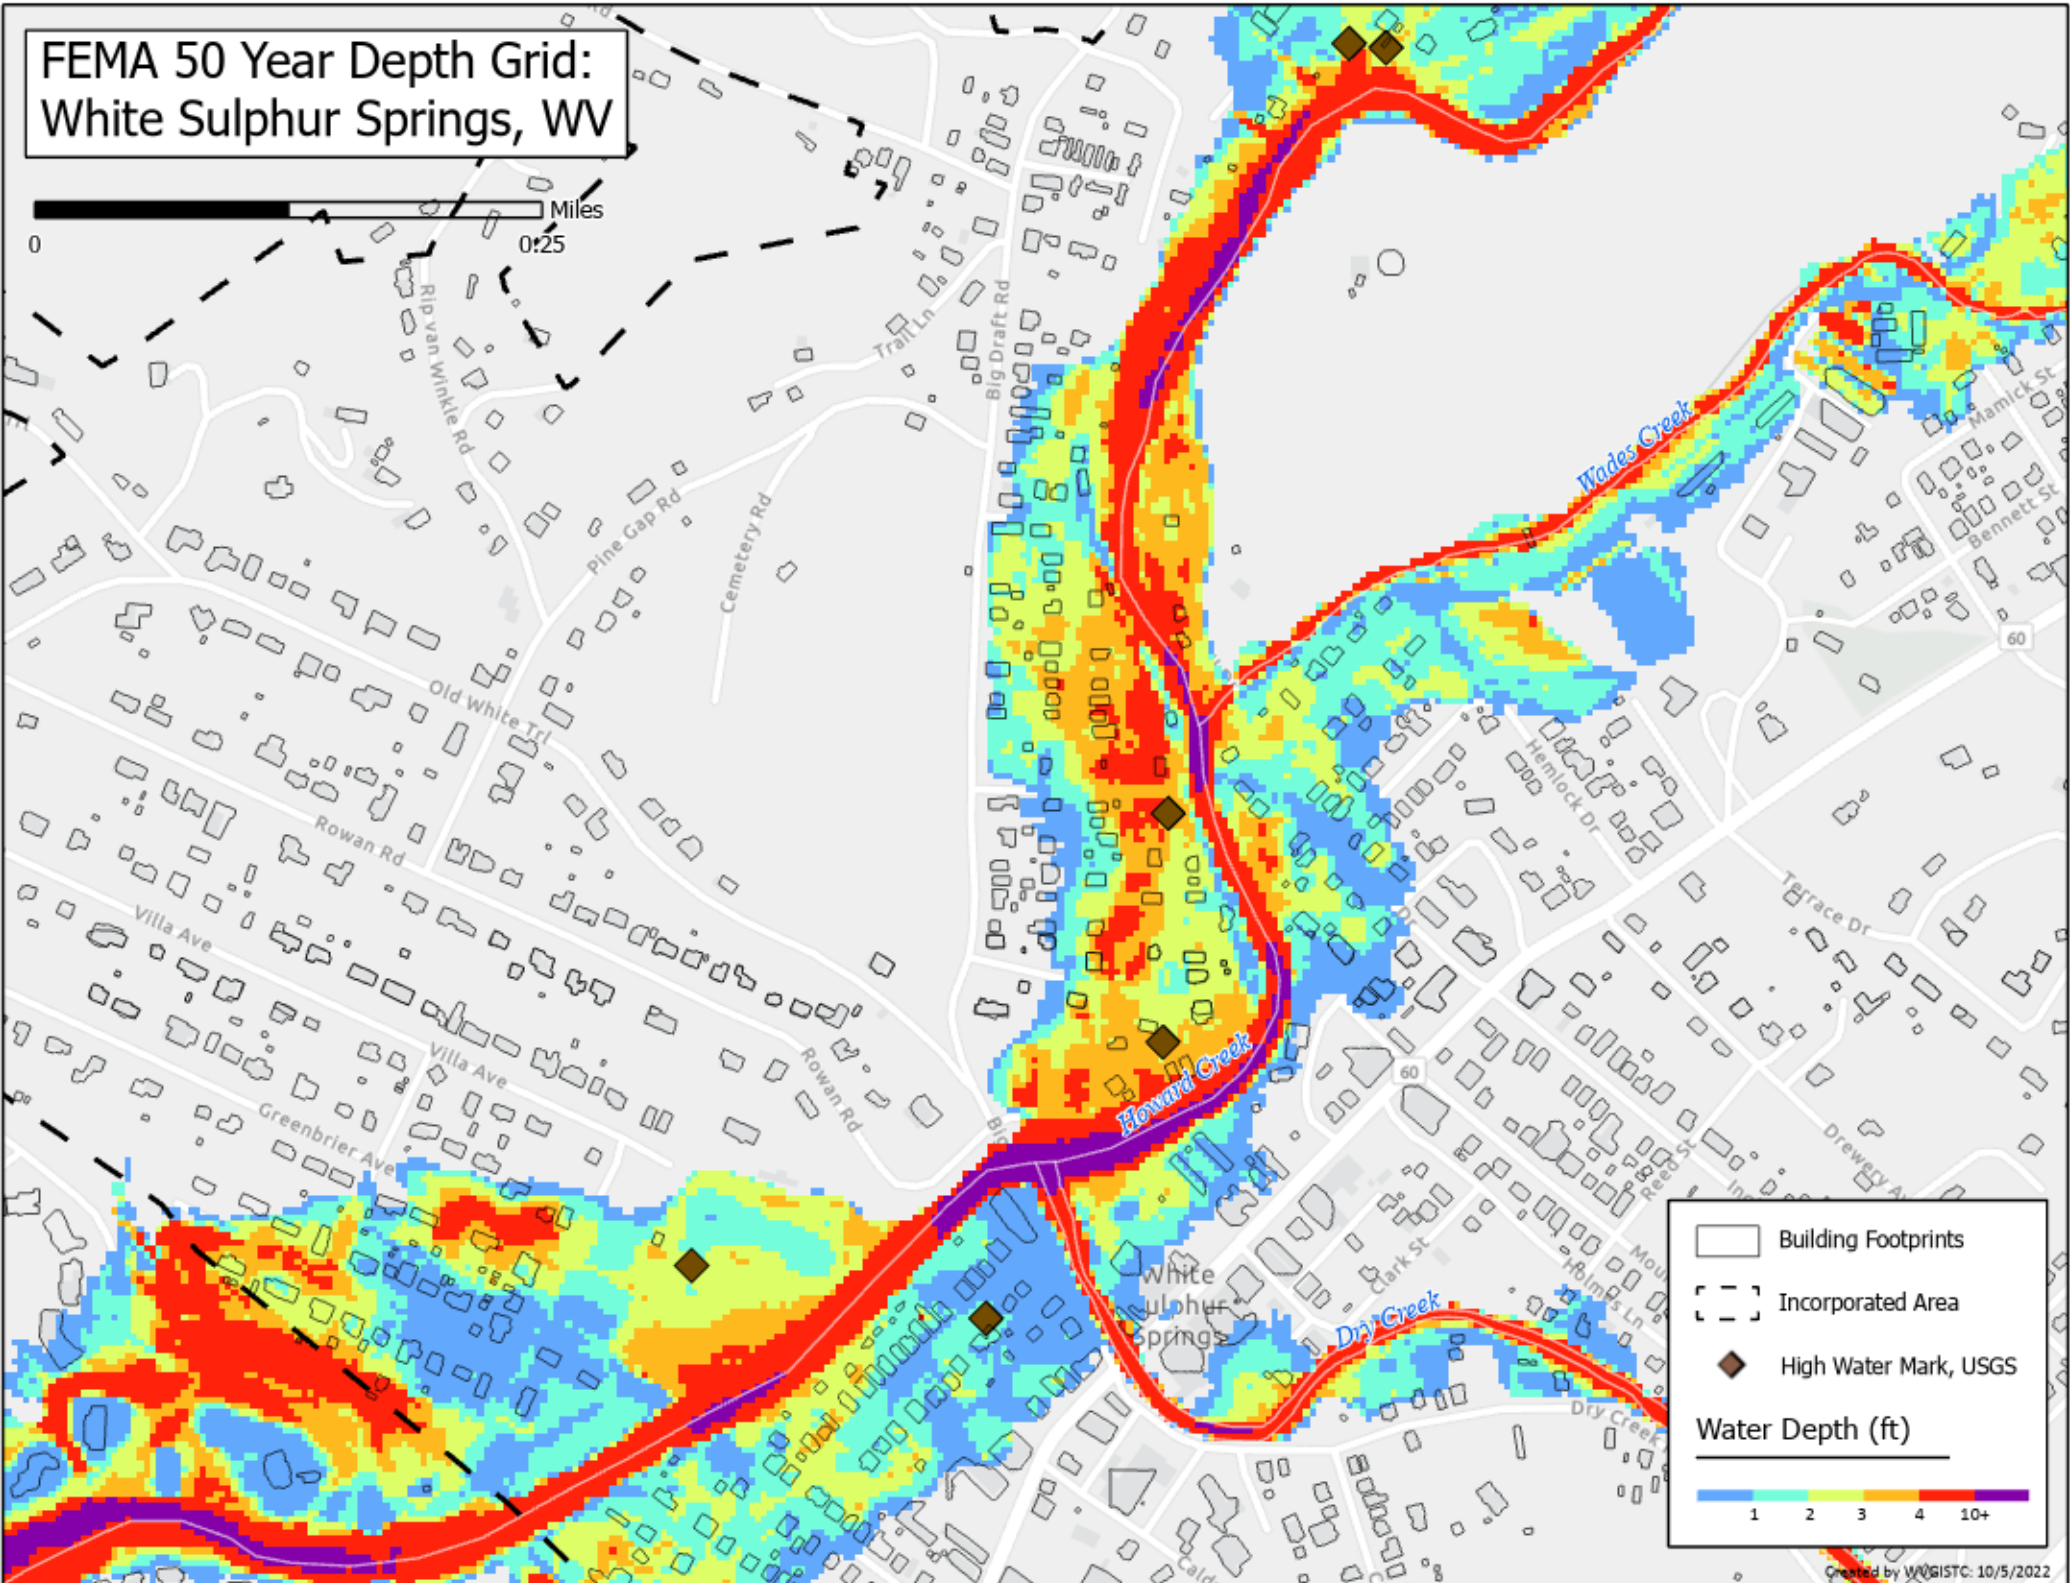 FEMA 50 Year Depth Grid:
White Sulphur Springs, WV
Miles
0
0.25
Rd
Rip van Winkle Rd
Trail Ln
Big Draft Rd
Pine Gap Rd
Cemetery Rd
Wades Creek
Mamick St
Bennett St
60
Old White Trl
Hemlock Dr
Rowan Rd
Villa Ave
Terrace Dr
Dr
Howard Creek
60
Villa Ave
Rowan Rd
Greenbrier Ave
Big
Reed St
Drewery Av
White
ulphur
Springs
Clark St
Holmes Ln
Dry Creek
Dry Creek
Building Footprints
Incorporated Area
High Water Mark, USGS
Water Depth (ft)
1 2 3 4 10+
Created by WVGISTC: 10/5/2022